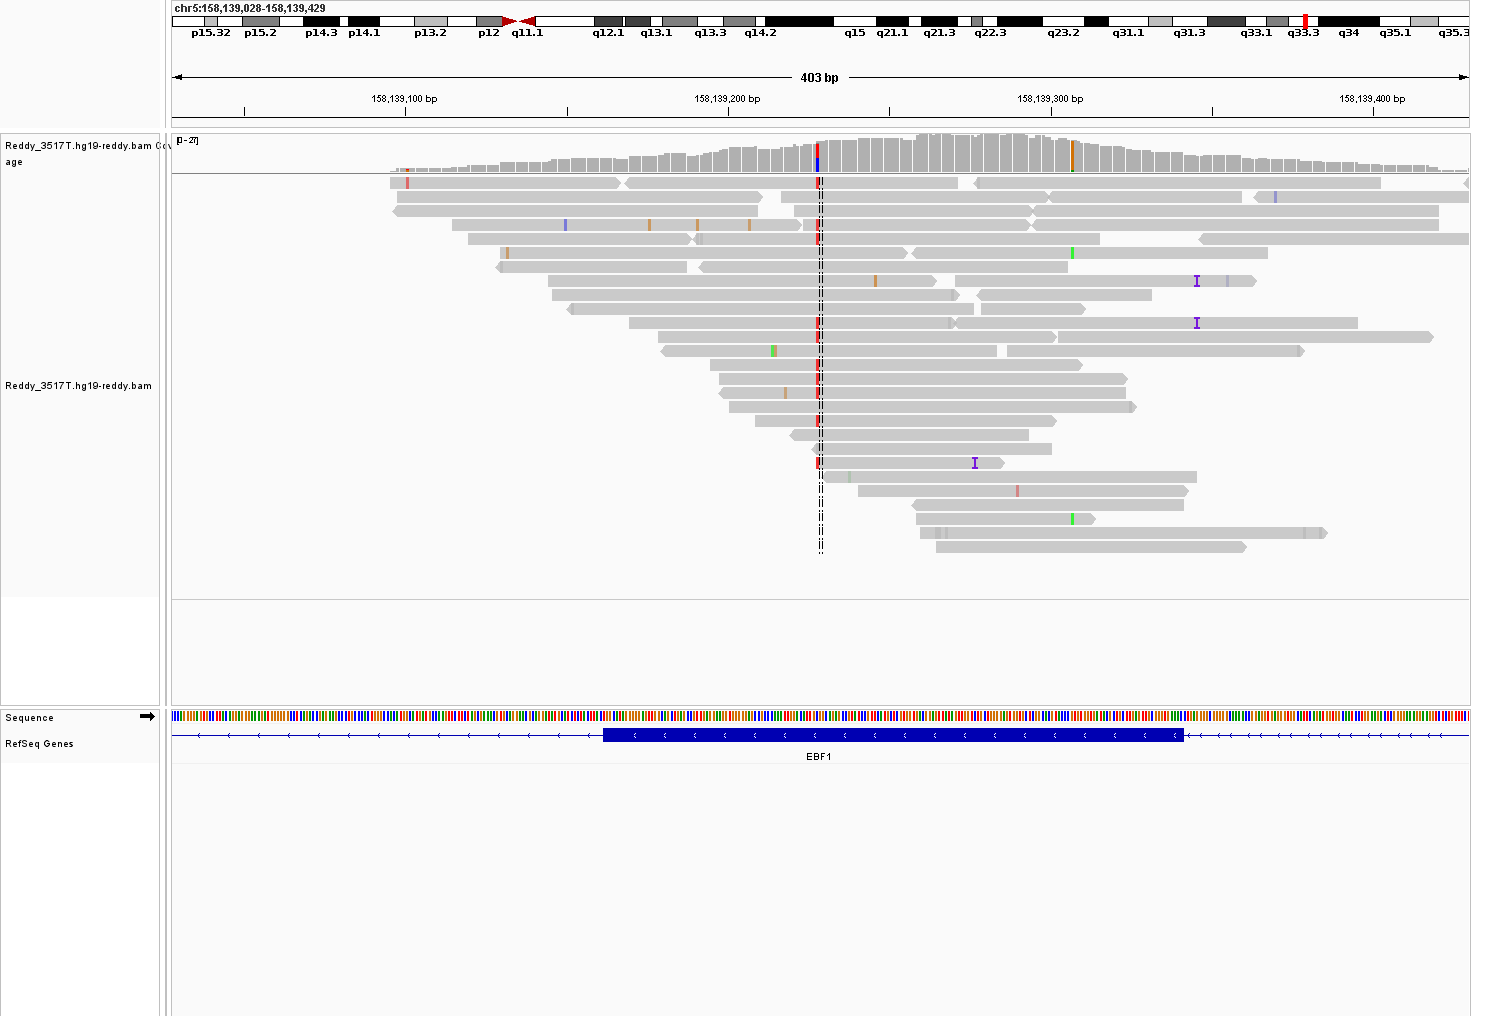 chr5:158,139,028-158,139,429
p15.32 p15.2 p14.3 p14.1 p13.2 p12 q11.1 q12.1 q13.1 q13.3 q14.2 q15 q21.1 q21.3 q22.3 q23.2 q31.1 q31.3 q33.1 q33.3 q34 q35.1 q35.3
403 bp
158,139,100 bp 158,139,200 bp 158,139,300 bp 158,139,400 bp
Reddy_3517T.hg19-reddy.bam Cov
age
[0 - 27]
Reddy_3517T.hg19-reddy.bam
Sequence
RefSeq Genes
EBF1